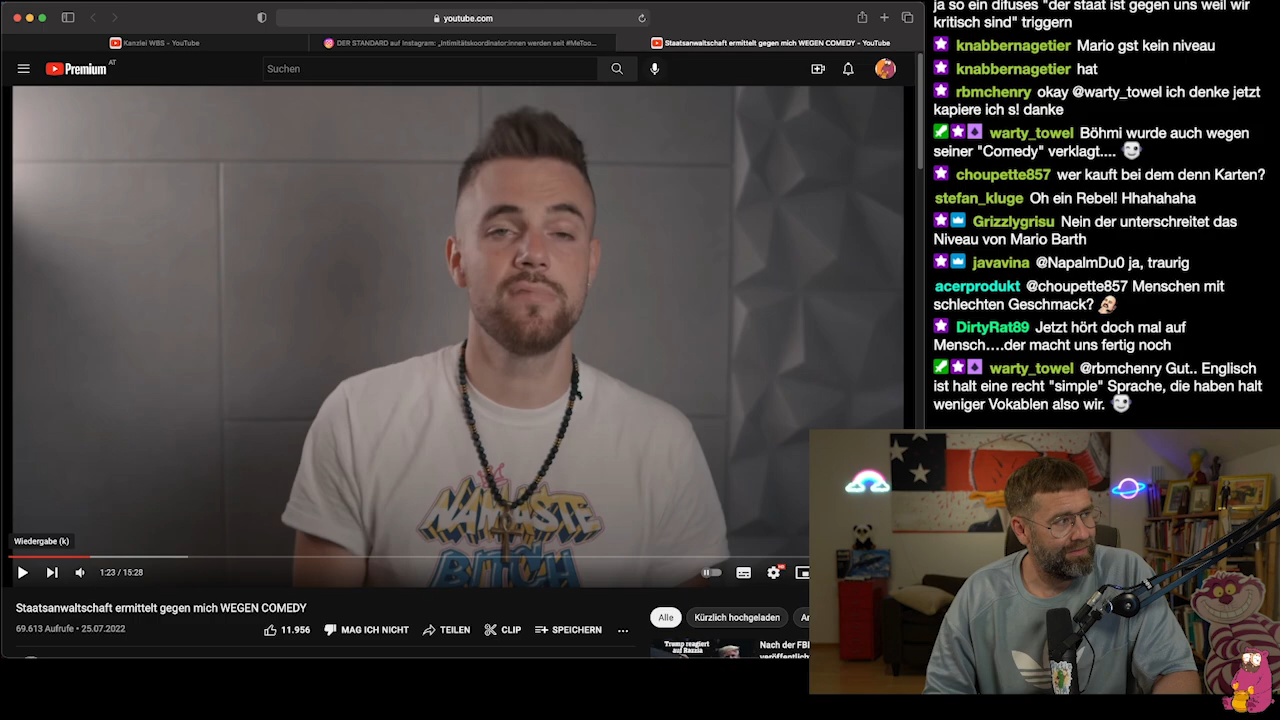 ja so ein difuses "der staat ist gegen uns weil wir
kritisch sind" triggern
youtube.com
Kanzlei WBS - YouTube
DER STANDARD auf Instagram: „Intimitätskoordinator:innen werden seit #MeToo...
Staatsanwaltschaft ermittelt gegen mich WEGEN COMEDY - YouTube
Premium AT
Suchen
knabbernagetier Mario gst kein niveau
knabbernagetier hat
rbmchenry okay @warty_towel ich denke jetzt
kapiere ich s! danke
warty_towel Böhmi wurde auch wegen
seiner "Comedy" verklagt....
choupette857 wer kauft bei dem denn Karten?
stefan_kluge Oh ein Rebel! Hhahahaha
Grizzlygrisu Nein der unterschreitet das
Niveau von Mario Barth
javavina @NapalmDu0 ja, traurig
acerprodukt @choupette857 Menschen mit
schlechten Geschmack?
DirtyRat89 Jetzt hört doch mal auf
Mensch....der macht uns fertig noch
warty_towel @rbmchenry Gut.. Englisch
ist halt eine recht "simple" Sprache, die haben halt
weniger Vokablen also wir.
NAMASTE
BITCH
Wiedergabe (k)
1:23 / 15:28
Staatsanwaltschaft ermittelt gegen mich WEGEN COMEDY
69.613 Aufrufe • 25.07.2022
11.956
MAG ICH NICHT
TEILEN
CLIP
SPEICHERN
Alle
Kürzlich hochgeladen
Trump reagiert
auf Razzia
Nach der FBI
veröffentlich